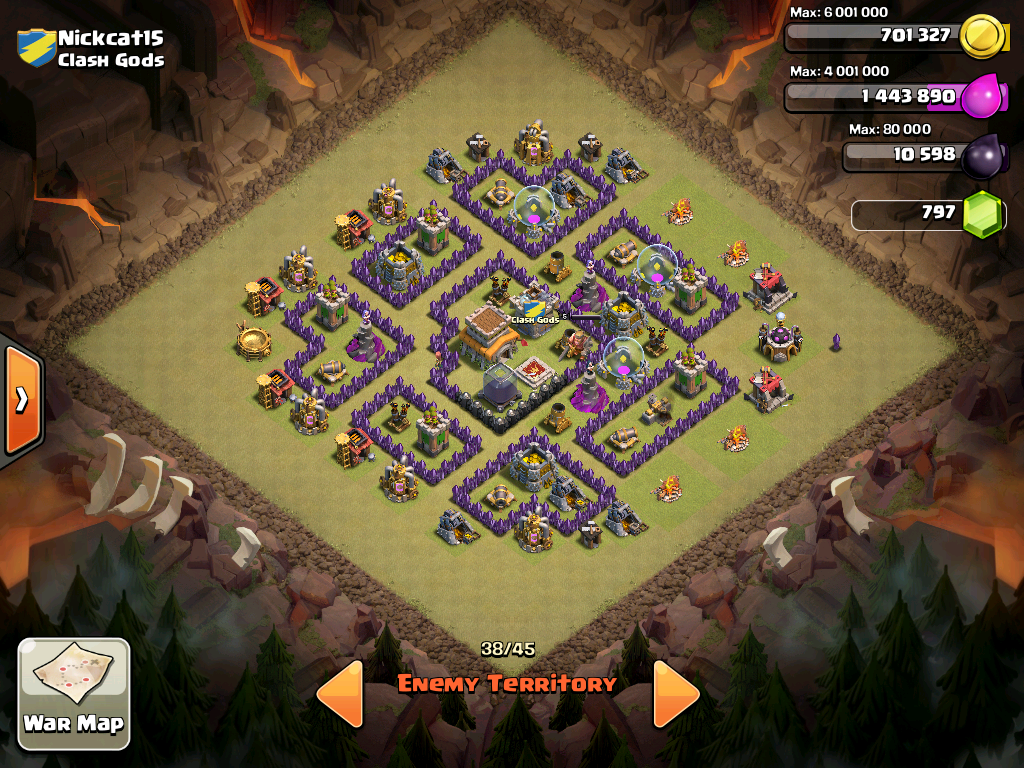 Nickcat15
Clash Gods
Max: 6 001 000
701 327
Max: 4 001 000
1 443 890
Max: 80 000
10 598
797
Clash Gods
38/45
Enemy Territory
War Map